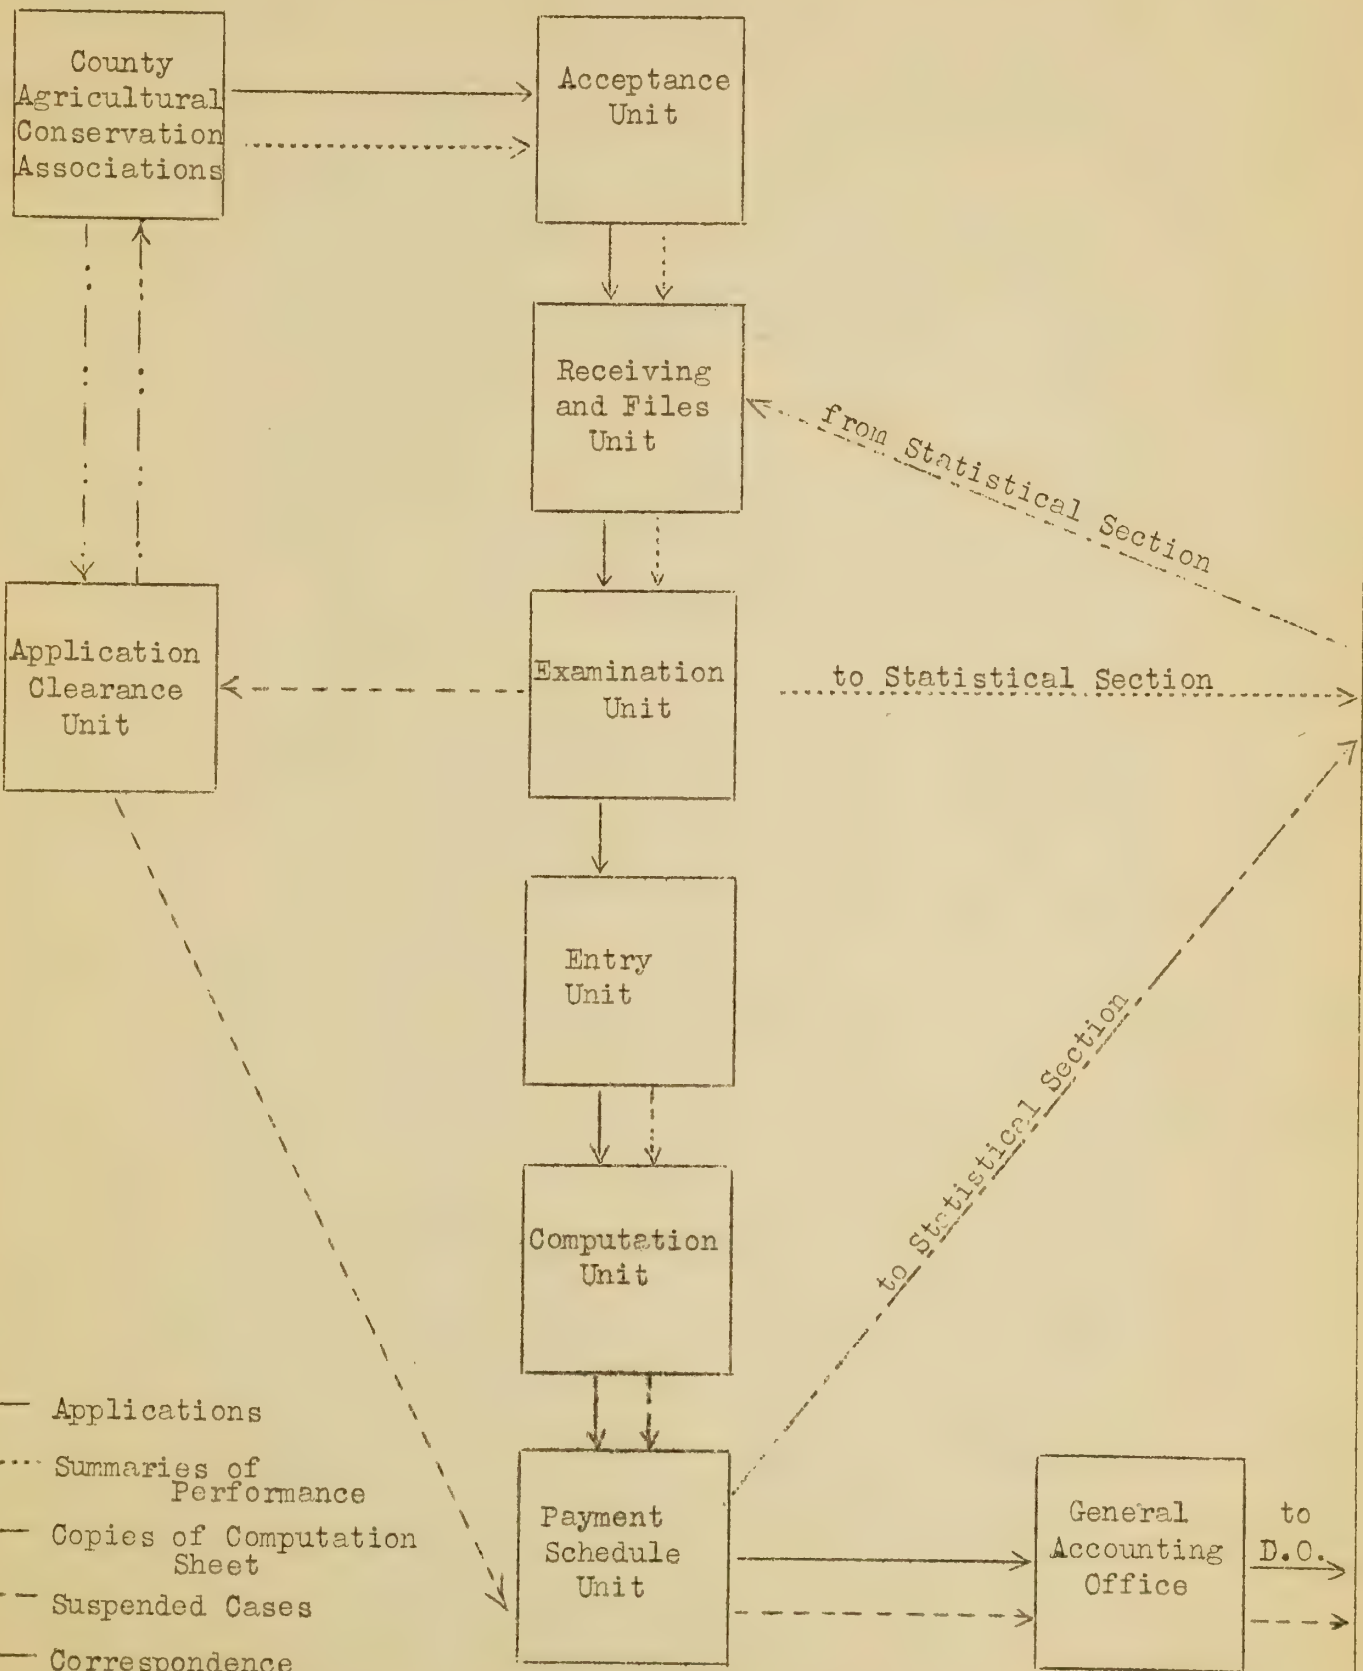 County
Agricultural
Conservation
Associations
Acceptance
Unit
Receiving
and Files
Unit
from Statistical Section
Application
Clearance
Unit
Examination
Unit
to Statistical Section
Entry
Unit
Computation
Unit
to Statistical Section
Payment
Schedule
Unit
General
Accounting
Office
to
D.O.
Applications
Summaries of
Performance
Copies of Computation
Sheet
Suspended Cases
Correspondence